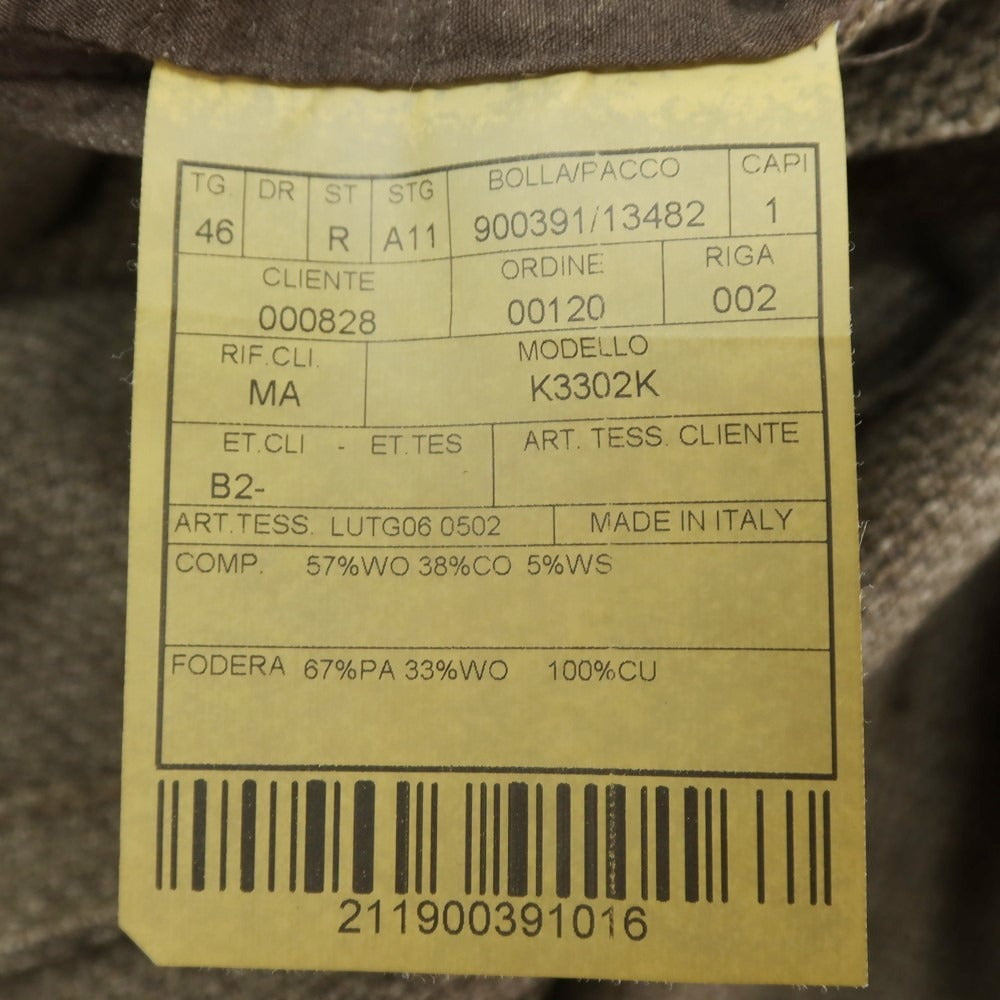 TG. DR ST STG BOLLA/PACCO CAPI
46 R A11 900391/13482 1
CLIENTE ORDINE RIGA
000828 00120 002
RIF.CLI. MODELLO
MA K3302K
ET.CLI - ET.TES ART. TESS. CLIENTE
B2-
ART.TESS. LUTG06 0502 MADE IN ITALY
COMP. 57%WO 38%CO 5%WS
FODERA 67%PA 33%WO 100%CU
211900391016